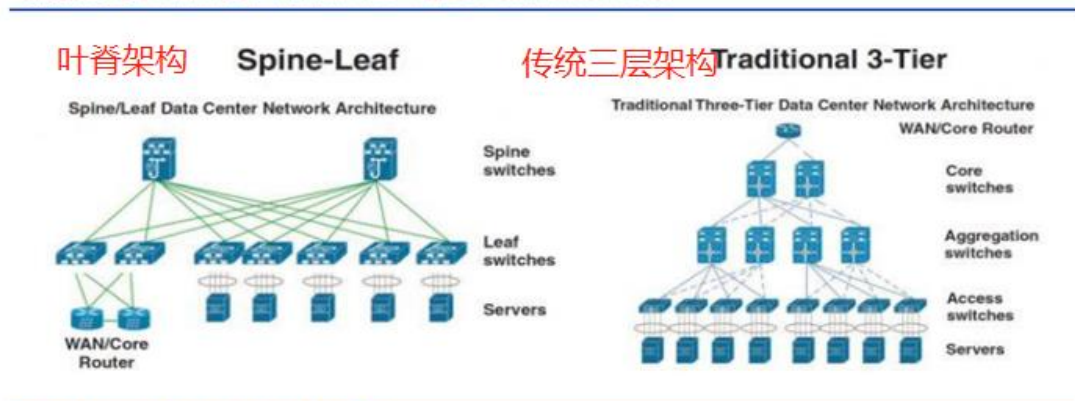 叶脊架构 Spine-Leaf
Spine/Leaf Data Center Network Architecture
Spine
switches
Leaf
switches
Servers
WAN/Core
Router
传统三层架构 Traditional 3-Tier
Traditional Three-Tier Data Center Network Architecture
WAN/Core Router
Core
switches
Aggregation
switches
Access
switches
Servers